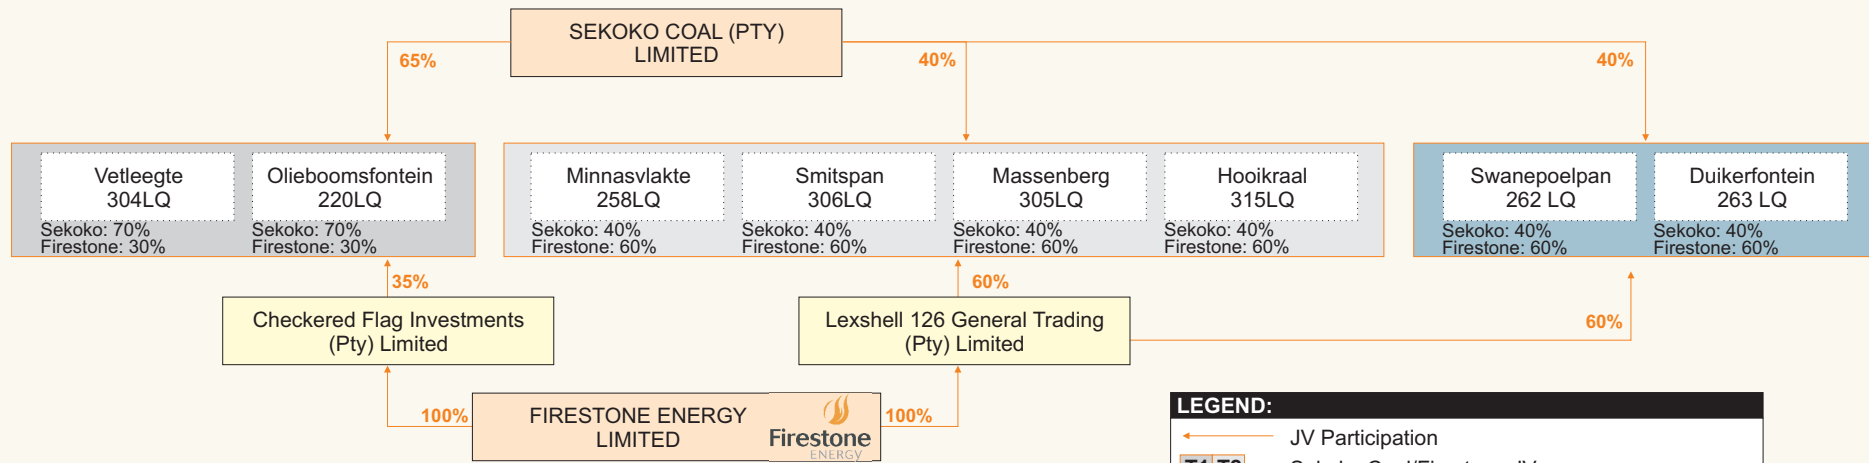 SEKOKO COAL (PTY)
LIMITED
65%
40%
40%
Vetleegte
304LQ
Sekoko: 70%
Firestone: 30%
Olieboomsfontein
220LQ
Sekoko: 70%
Firestone: 30%
Minnasvlakte
258LQ
Sekoko: 40%
Firestone: 60%
Smitspan
306LQ
Sekoko: 40%
Firestone: 60%
Massenberg
305LQ
Sekoko: 40%
Firestone: 60%
Hooikraal
315LQ
Sekoko: 40%
Firestone: 60%
Swanepoelpan
262 LQ
Sekoko: 40%
Firestone: 60%
Duikerfontein
263 LQ
Sekoko: 40%
Firestone: 60%
35%
60%
60%
Checkered Flag Investments
(Pty) Limited
Lexshell 126 General Trading
(Pty) Limited
100%
FIRESTONE ENERGY
LIMITED
Firestone
ENERGY
100%
LEGEND:
JV Participation